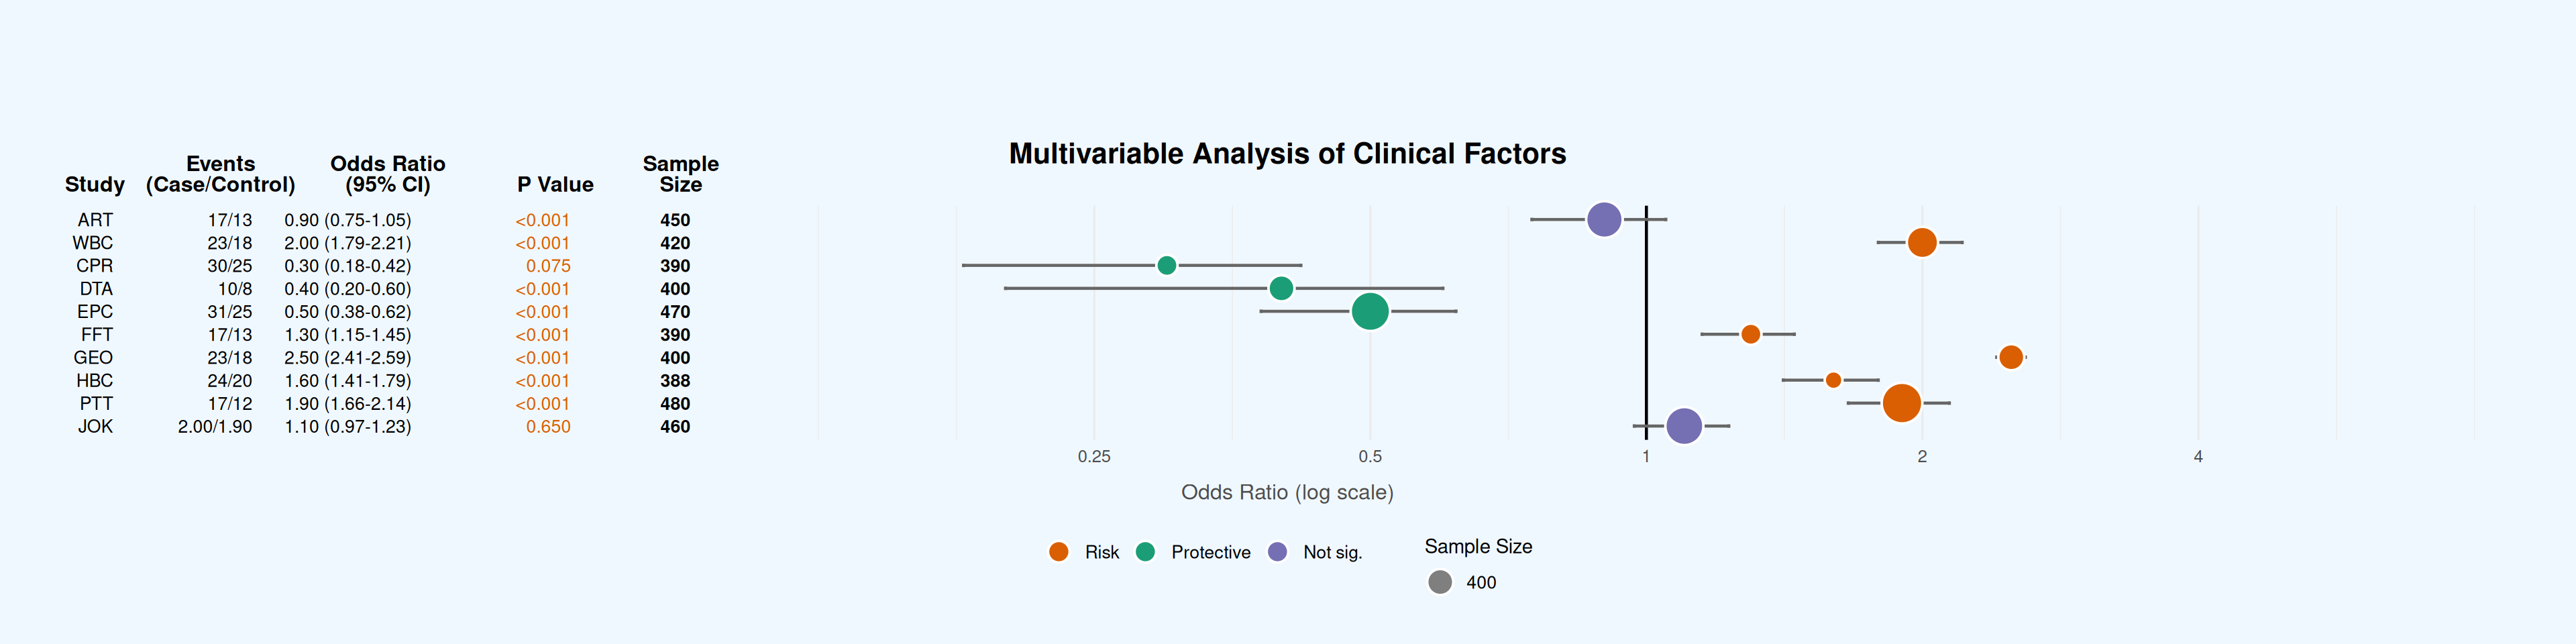 Multivariable Analysis of Clinical Factors
Events Odds Ratio Sample
Study (Case/Control) (95% CI) P Value Size
ART 17/13 0.90 (0.75-1.05) <0.001 450
WBC 23/18 2.00 (1.79-2.21) <0.001 420
CPR 30/25 0.30 (0.18-0.42) 0.075 390
DTA 10/8 0.40 (0.20-0.60) <0.001 400
EPC 31/25 0.50 (0.38-0.62) <0.001 470
FFT 17/13 1.30 (1.15-1.45) <0.001 390
GEO 23/18 2.50 (2.41-2.59) <0.001 400
HBC 24/20 1.60 (1.41-1.79) <0.001 388
PTT 17/12 1.90 (1.66-2.14) <0.001 480
JOK 2.00/1.90 1.10 (0.97-1.23) 0.650 460
0.25 0.5 1 2 4
Odds Ratio (log scale)
Risk Protective Not sig.
Sample Size
400